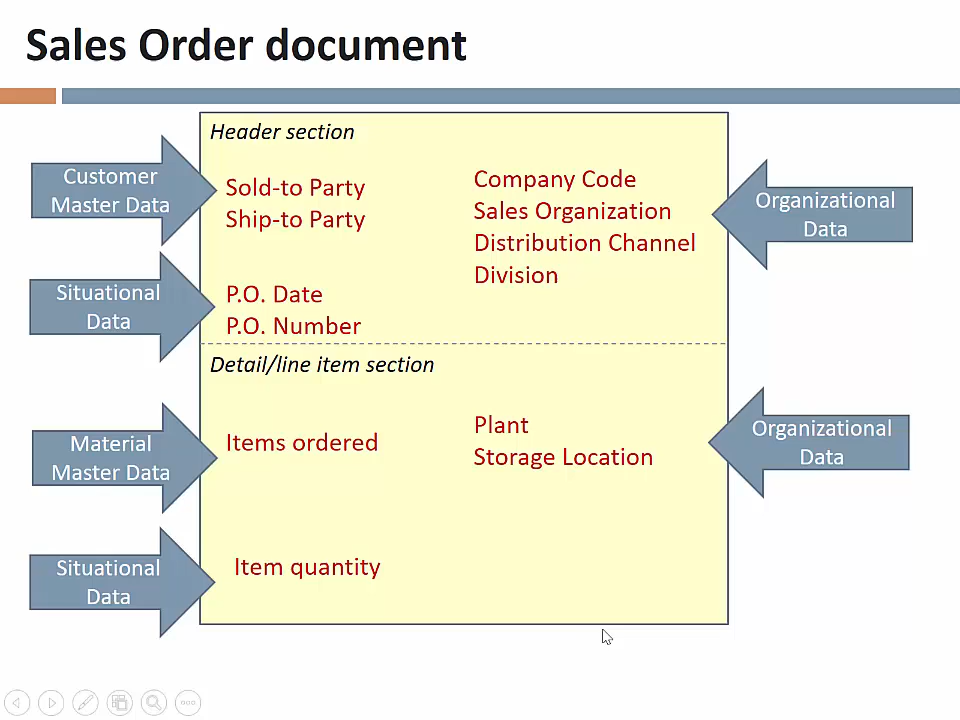 Sales Order document
Header section
Customer
Master Data
Sold-to Party
Ship-to Party
Company Code
Sales Organization
Distribution Channel
Division
Organizational
Data
Situational
Data
P.O. Date
P.O. Number
Detail/line item section
Material
Master Data
Items ordered
Plant
Storage Location
Organizational
Data
Situational
Data
Item quantity